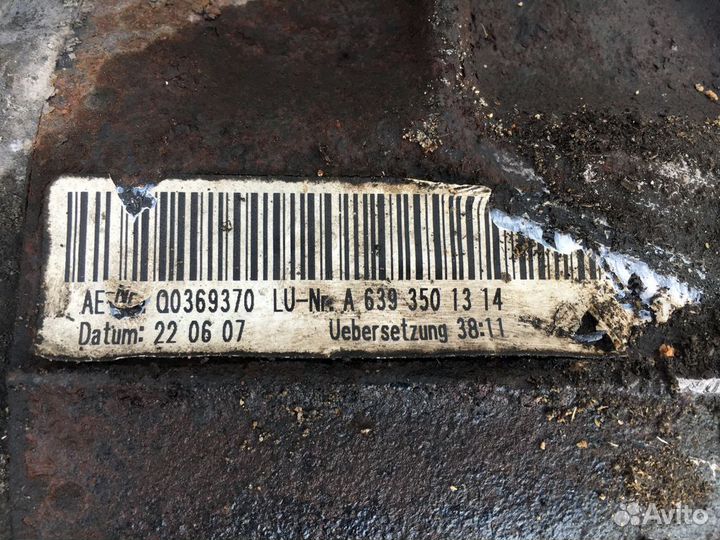 AE-Nr.: Q0369370 LU-Nr. A 639 350 13 14
Datum: 22 06 07 Uebersetzung 38:11
Avito